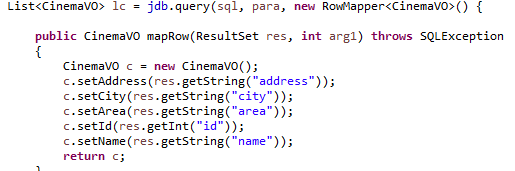 List<CinemaVO> lc = jdb.query(sql, para, new RowMapper<CinemaVO>() {
public CinemaVO mapRow(ResultSet res, int arg1) throws SQLException
{
CinemaVO c = new CinemaVO();
c.setAddress(res.getString("address"));
c.setCity(res.getString("city"));
c.setArea(res.getString("area"));
c.setId(res.getInt("id"));
c.setName(res.getString("name"));
return c;
}